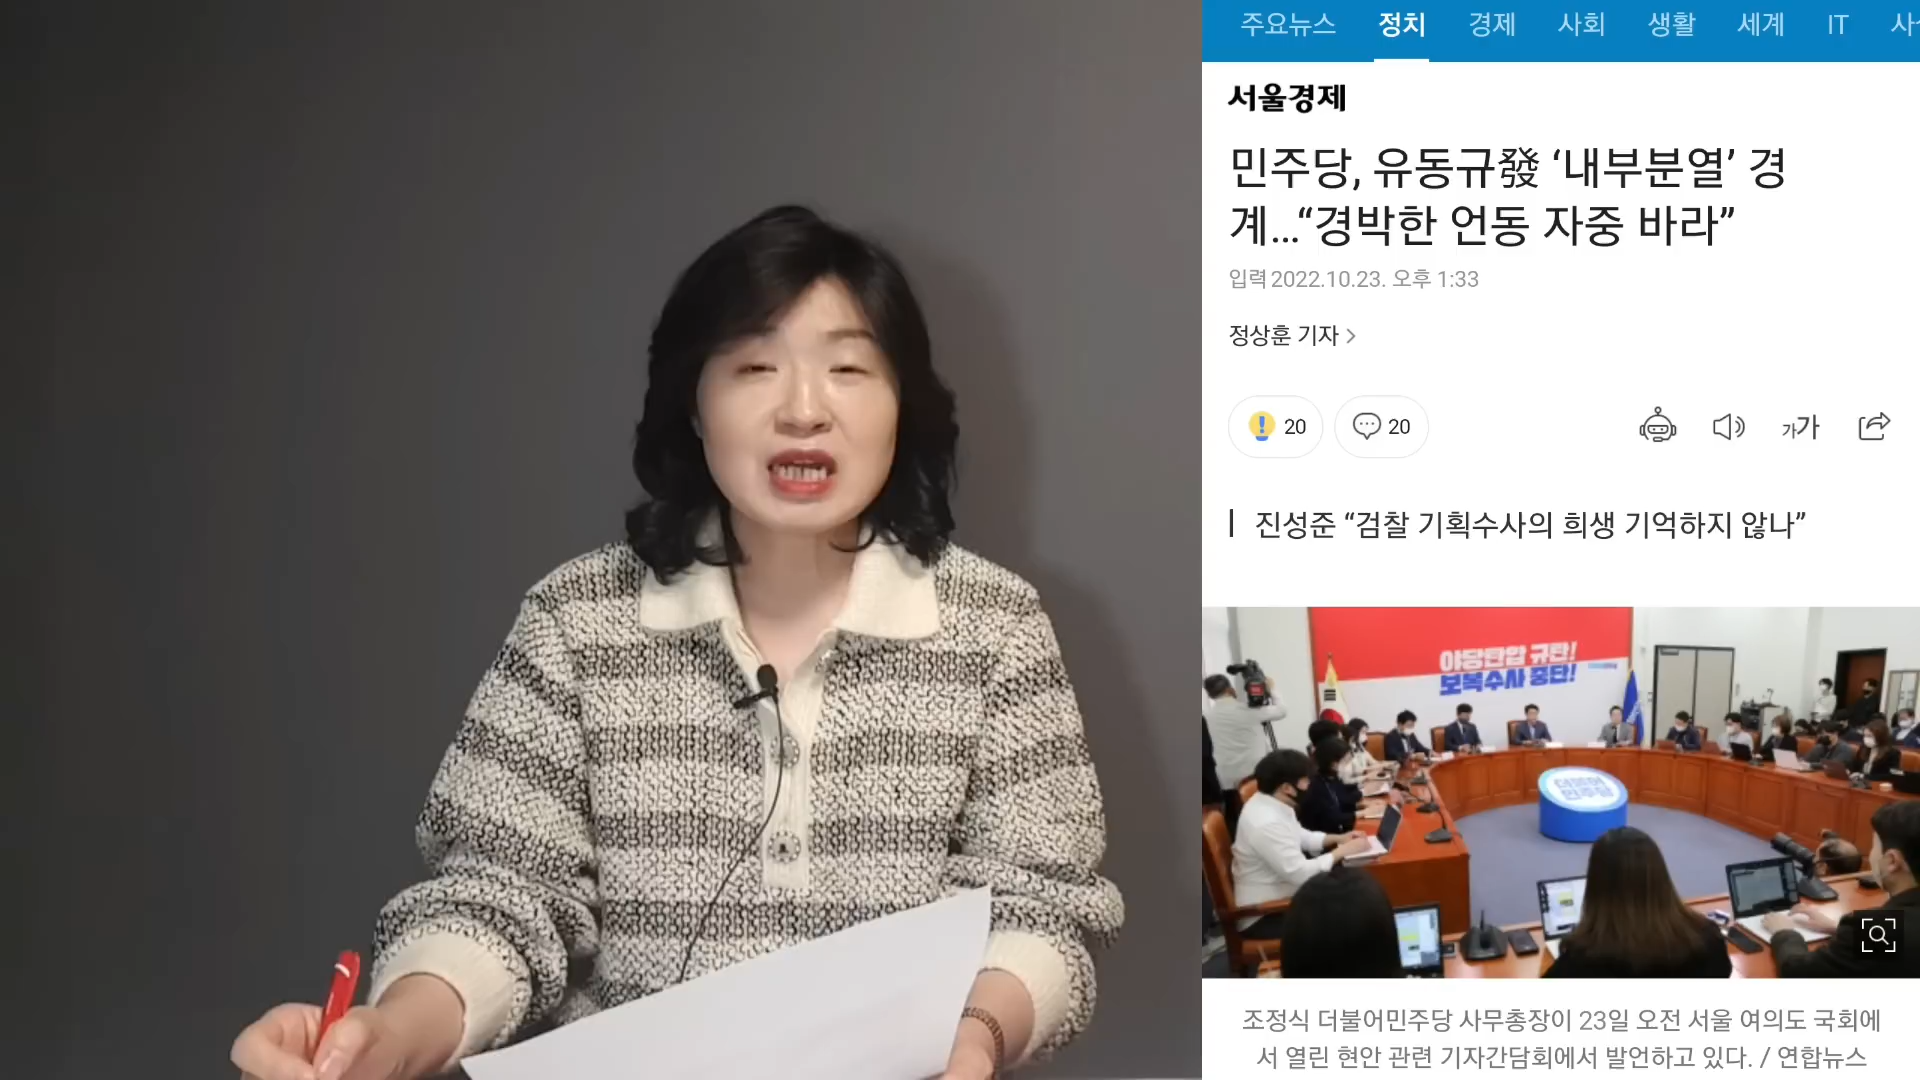 주요뉴스 정치 경제 사회 생활 세계 IT
서울경제
민주당, 유동규發 ‘내부분열’ 경
계…“경박한 언동 자중 바라”
입력 2022.10.23. 오후 1:33
정상훈 기자 >
20 20
가가
진성준 “검찰 기획수사의 희생 기억하지 않나”
야당탄압 규탄!
보복수사 중단!
더불어
민주당
조정식 더불어민주당 사무총장이 23일 오전 서울 여의도 국회에
서 열린 현안 관련 기자간담회에서 발언하고 있다. / 연합뉴스